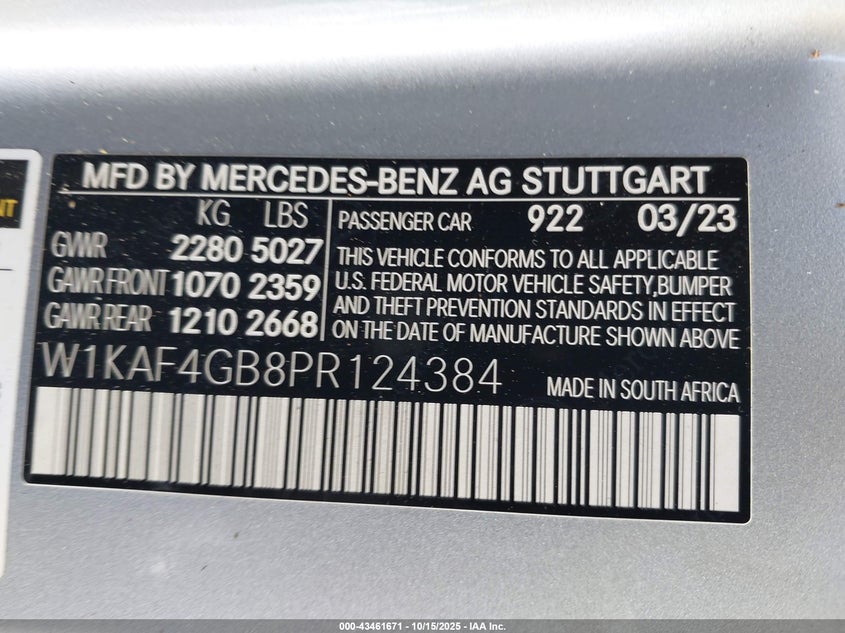 NT
MFD BY MERCEDES-BENZ AG STUTTGART
KG LBS
GVWR 2280 5027
GAWR FRONT 1070 2359
GAWR REAR 1210 2668
PASSENGER CAR 922 03/23
THIS VEHICLE CONFORMS TO ALL APPLICABLE
U.S. FEDERAL MOTOR VEHICLE SAFETY,BUMPER
AND THEFT PREVENTION STANDARDS IN EFFECT
ON THE DATE OF MANUFACTURE SHOWN ABOVE
W1KAF4GB8PR124384
MADE IN SOUTH AFRICA
000-43461671 - 10/15/2025 - IAA Inc.